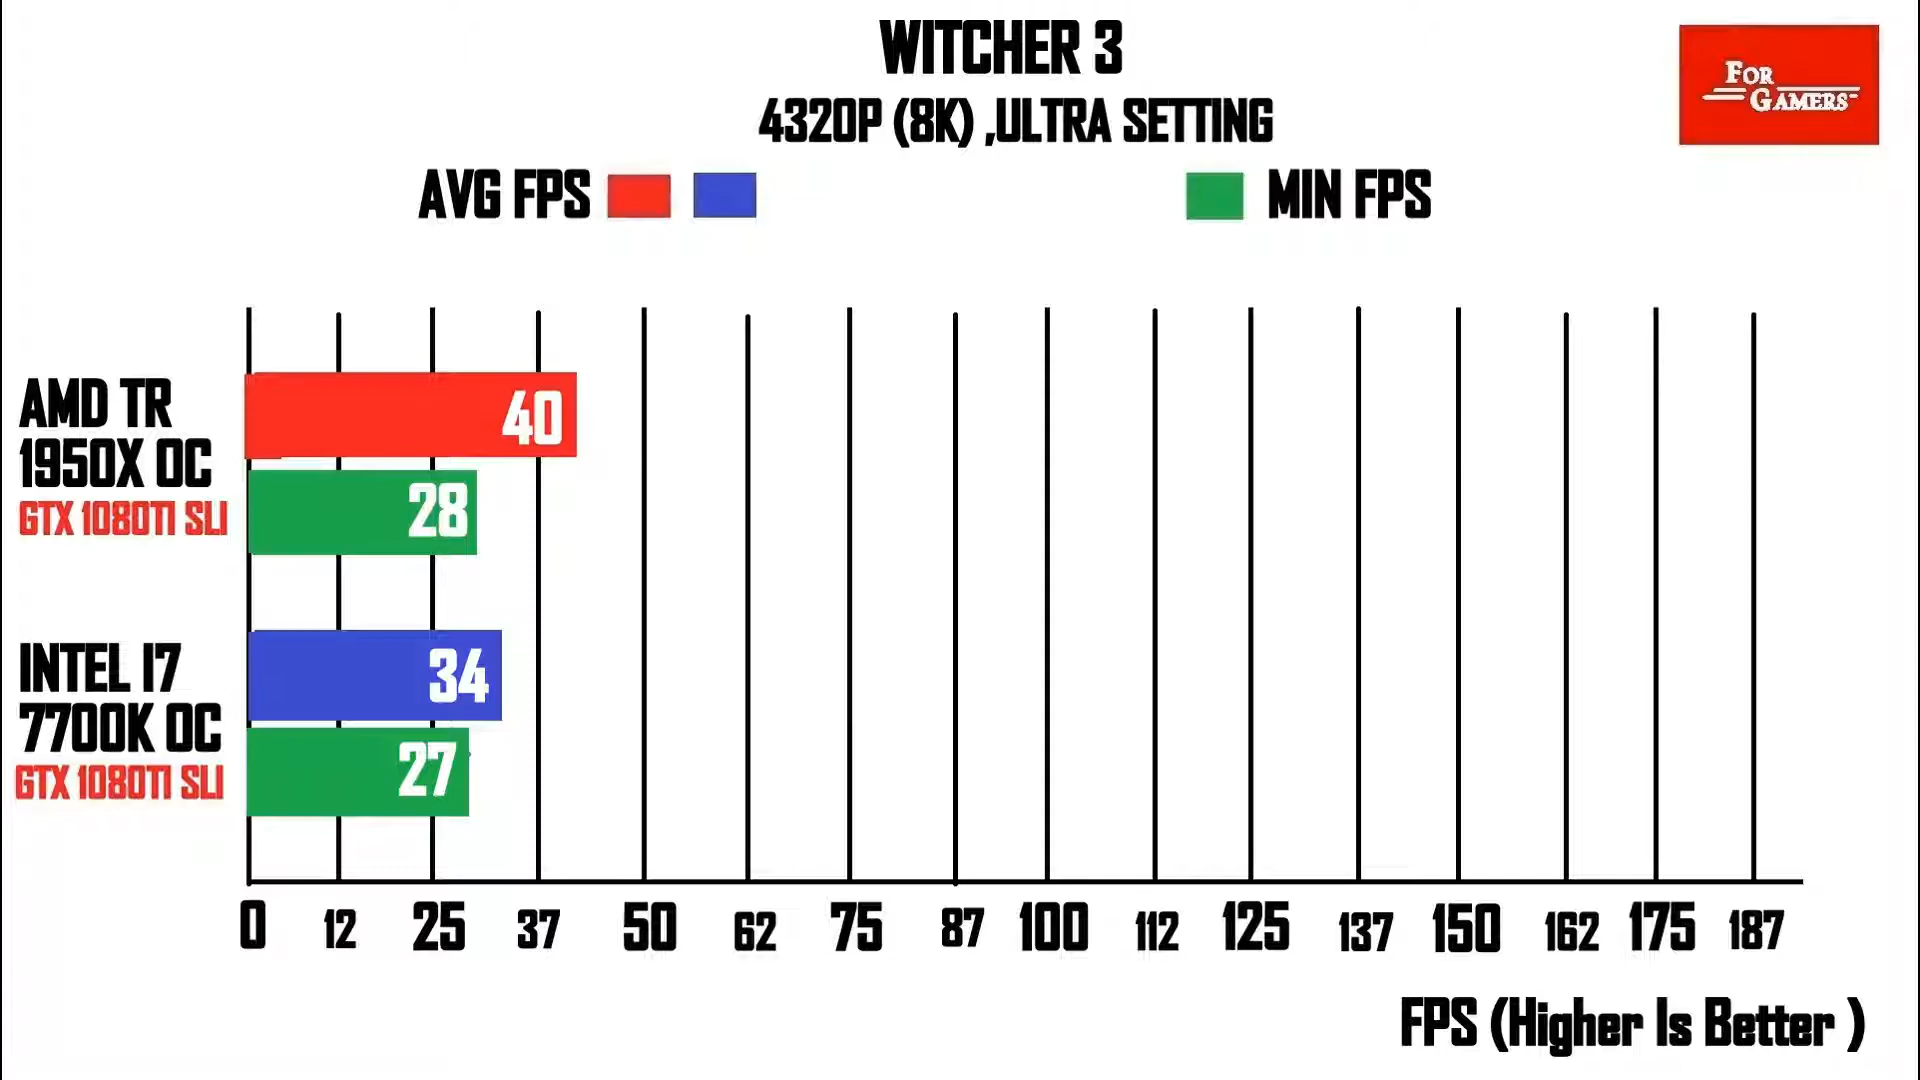 WITCHER 3
4320P (8K) ,ULTRA SETTING
FOR
GAMERS
AVG FPS
MIN FPS
AMD TR
1950X OC
GTX 1080TI SLI
40
28
INTEL I7
7700K OC
GTX 1080TI SLI
34
27
0 12 25 37 50 62 75 87 100 112 125 137 150 162 175 187
FPS (Higher Is Better )